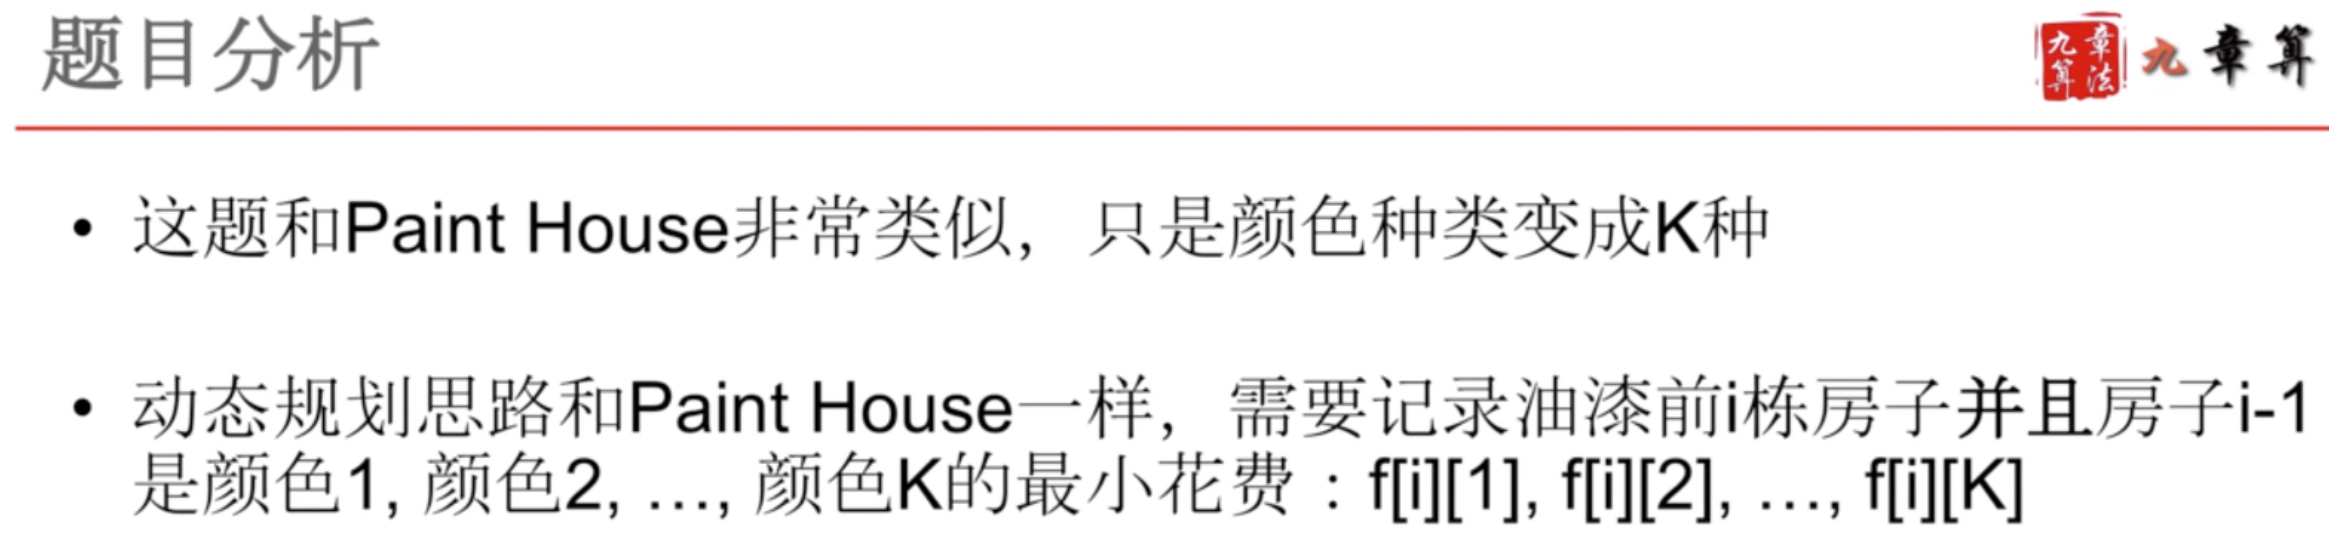 题目分析
九章算法
九章算
• 这题和Paint House非常类似，只是颜色种类变成K种
• 动态规划思路和Paint House一样，需要记录油漆前i栋房子并且房子i-1
是颜色1, 颜色2, …, 颜色K的最小花费：f[i][1], f[i][2], …, f[i][K]